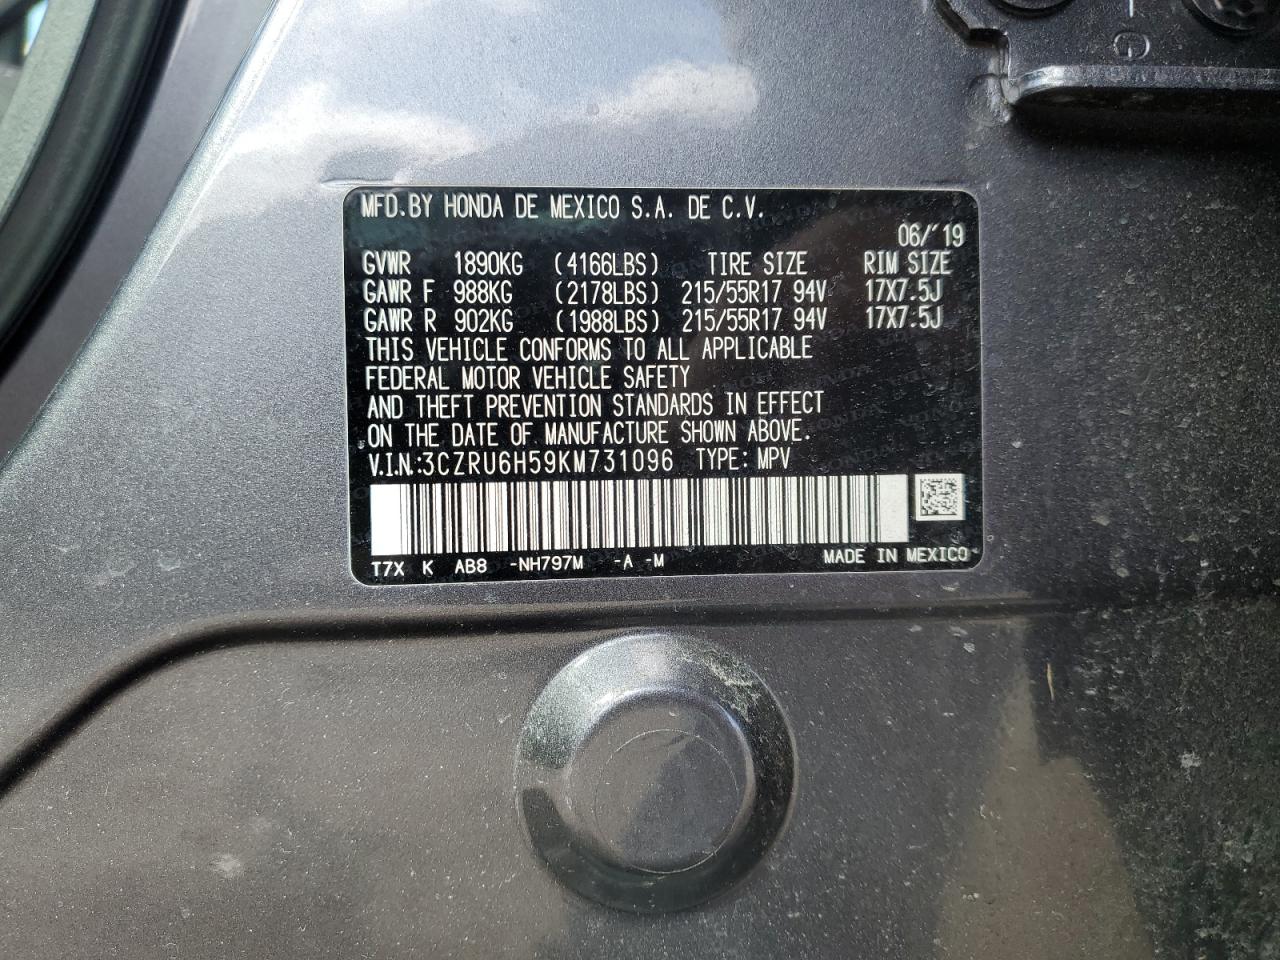 G
MFD.BY HONDA DE MEXICO S.A. DE C.V.
06/'19
GVWR 1890KG (4166LBS) TIRE SIZE RIM SIZE
GAWR F 988KG (2178LBS) 215/55R17 94V 17X7.5J
GAWR R 902KG (1988LBS) 215/55R17 94V 17X7.5J
THIS VEHICLE CONFORMS TO ALL APPLICABLE
FEDERAL MOTOR VEHICLE SAFETY
AND THEFT PREVENTION STANDARDS IN EFFECT
ON THE DATE OF MANUFACTURE SHOWN ABOVE.
V.I.N.:3CZRU6H59KM731096 TYPE: MPV
T7X K AB8 -NH797M -A -M MADE IN MEXICO